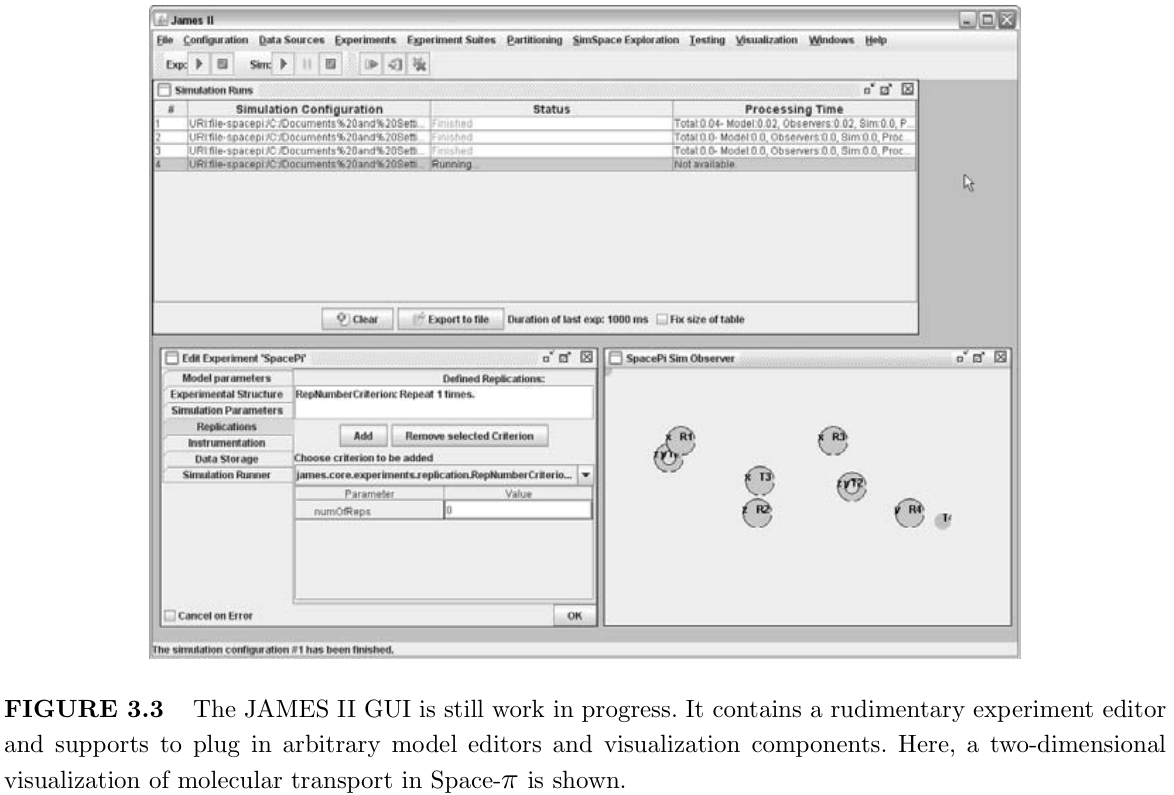 James II
File Configuration Data Sources Experiments Experiment Suites Partitioning SimSpace Exploration Testing Visualization Windows Help
Exp: Sim:
Simulation Runs
# Simulation Configuration Status Processing Time
1 URI:file-spacepi:/C:/Documents%20and%20Setti... Finished Total:0.04- Model:0.02, Observers:0.02, Sim:0.0, P...
2 URI:file-spacepi:/C:/Documents%20and%20Setti... Finished Total:0.0- Model:0.0, Observers:0.0, Sim:0.0, Proc...
3 URI:file-spacepi:/C:/Documents%20and%20Setti... Finished Total:0.0- Model:0.0, Observers:0.0, Sim:0.0, Proc...
4 URI:file-spacepi:/C:/Documents%20and%20Setti... Running... Not available.
Clear Export to file Duration of last exp: 1000 ms Fix size of table
Edit Experiment 'SpacePi'
Model parameters
Experimental Structure
Simulation Parameters
Replications
Instrumentation
Data Storage
Simulation Runner
Defined Replications:
RepNumberCriterion: Repeat 1 times.
Add Remove selected Criterion
Choose criterion to be added
james.core.experiments.replication.RepNumberCriterio...
Parameter Value
numOfReps 0
Cancel on Error OK
SpacePi Sim Observer
x R1 x R3
x T3 zyT2
z R2 y R4
The simulation configuration #1 has been finished.
FIGURE 3.3 The JAMES II GUI is still work in progress. It contains a rudimentary experiment editor
and supports to plug in arbitrary model editors and visualization components. Here, a two-dimensional
visualization of molecular transport in Space-π is shown.